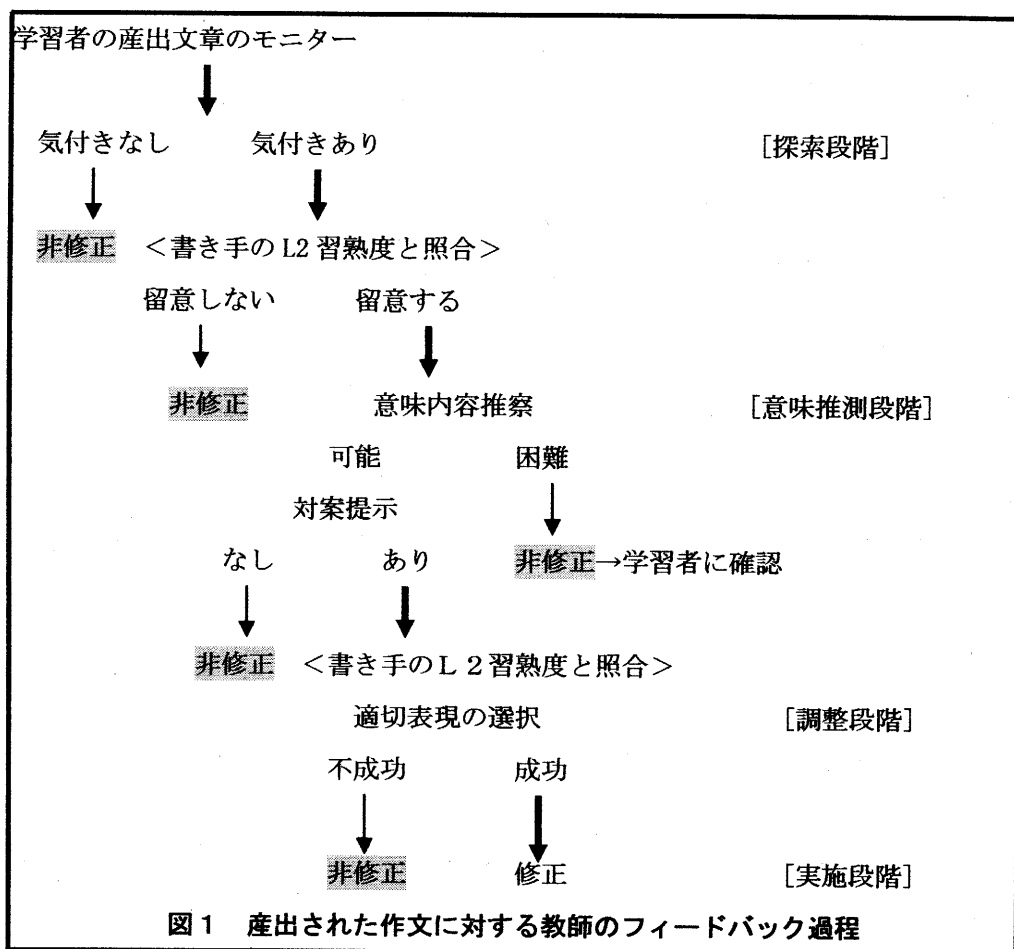 学習者の産出文章のモニター
気付きなし 気付きあり [探索段階]
非修正 <書き手のL2習熟度と照合>
留意しない 留意する
非修正 意味内容推察 [意味推測段階]
可能 困難
対案提示
なし あり 非修正→学習者に確認
非修正 <書き手のL2習熟度と照合>
適切表現の選択 [調整段階]
不成功 成功
非修正 修正 [実施段階]
図1 産出された作文に対する教師のフィードバック過程